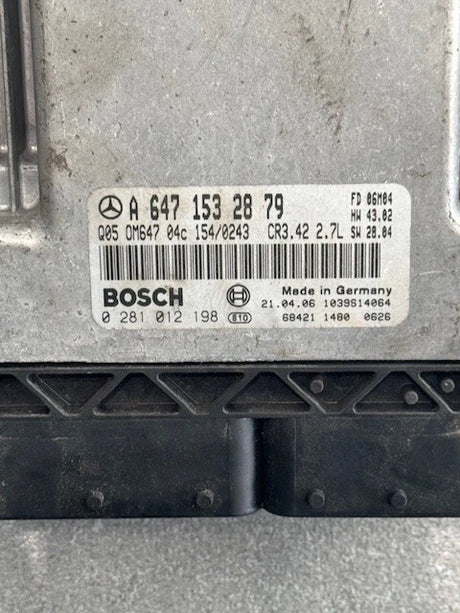 A 647 153 28 79
FD 06M04
HW 43.02
Q05 OM647 04c 154/0243 CR3.42 2.7L SW 28.04
BOSCH
Made in Germany
21.04.06 1039S14064
0 281 012 198 810 68421 1480 0626